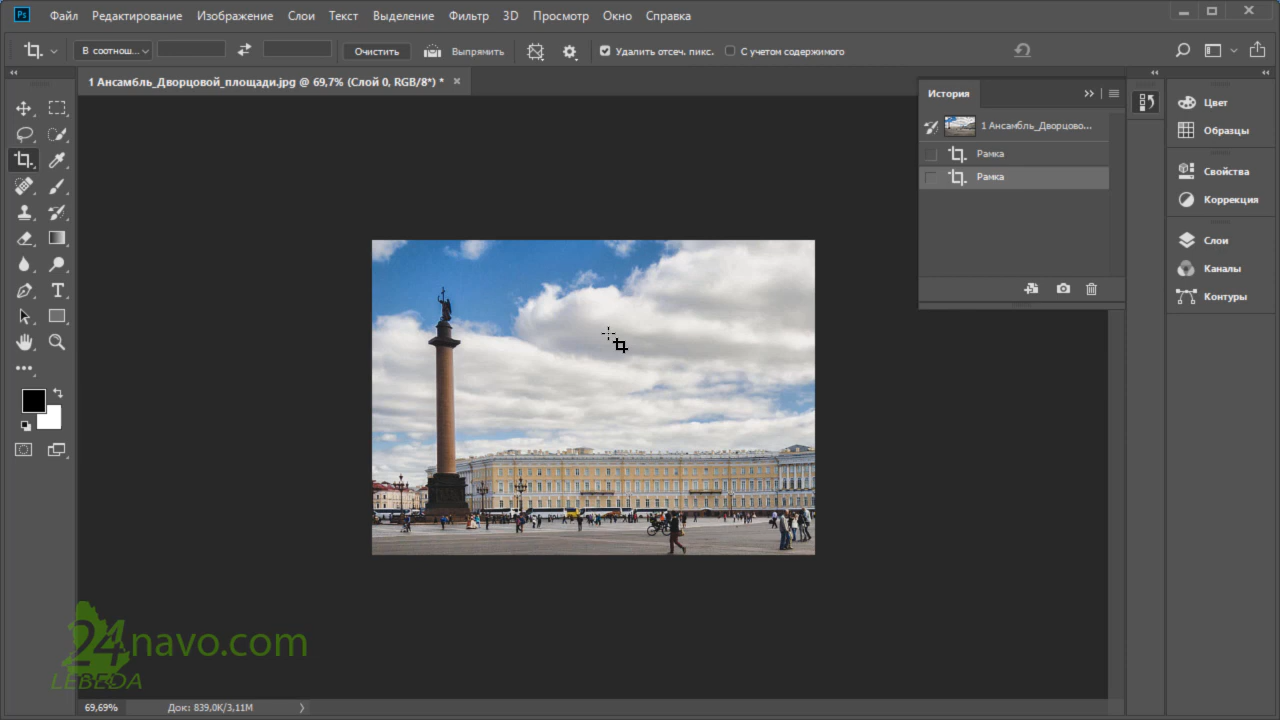 Ps Файл Редактирование Изображение Слои Текст Выделение Фильтр 3D Просмотр Окно Справка
В соотнош... Очистить Выпрямить Удалить отсеч. пикс. С учетом содержимого
1 Ансамбль_Дворцовой_площади.jpg @ 69,7% (Слой 0, RGB/8*) *
История
1 Ансамбль_Дворцово...
Рамка
Рамка
Цвет
Образцы
Свойства
Коррекция
Слои
Каналы
Контуры
24navo.com
LEBEDA
69,69% Док: 839,0K/3,11M